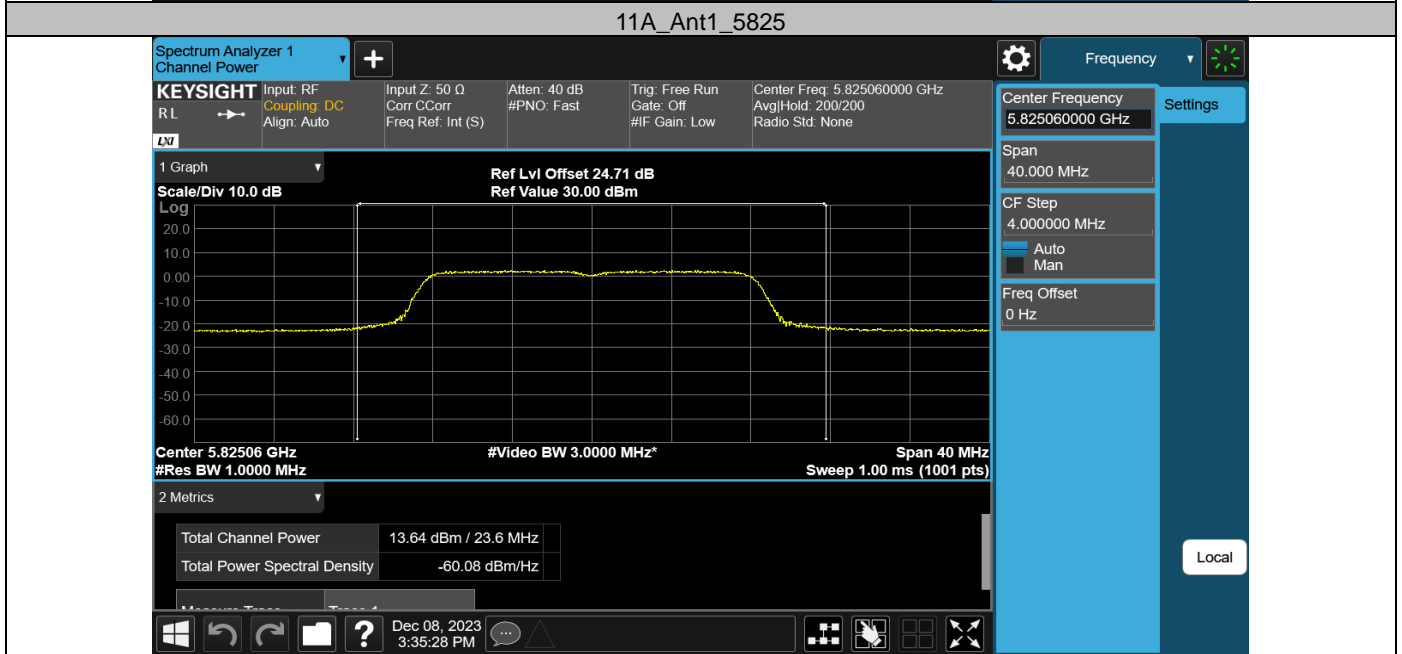 11A_Ant1_5825
Spectrum Analyzer 1
Channel Power
+
Frequency
KEYSIGHT
RL
LXI
Input: RF
Coupling: DC
Align: Auto
Input Z: 50 Ω
Corr CCorr
Freq Ref: Int (S)
Atten: 40 dB
#PNO: Fast
Trig: Free Run
Gate: Off
#IF Gain: Low
Center Freq: 5.825060000 GHz
Avg|Hold: 200/200
Radio Std: None
Center Frequency
5.825060000 GHz
Settings
Span
40.000 MHz
CF Step
4.000000 MHz
Auto
Man
Freq Offset
0 Hz
1 Graph
Scale/Div 10.0 dB
Ref Lvl Offset 24.71 dB
Ref Value 30.00 dBm
Log
20.0
10.0
0.00
-10.0
-20.0
-30.0
-40.0
-50.0
-60.0
Center 5.82506 GHz
#Video BW 3.0000 MHz*
Span 40 MHz
#Res BW 1.0000 MHz
Sweep 1.00 ms (1001 pts)
2 Metrics
Total Channel Power 13.64 dBm / 23.6 MHz
Total Power Spectral Density -60.08 dBm/Hz
Measure Trace Trace 1
Local
?
Dec 08, 2023
3:35:28 PM